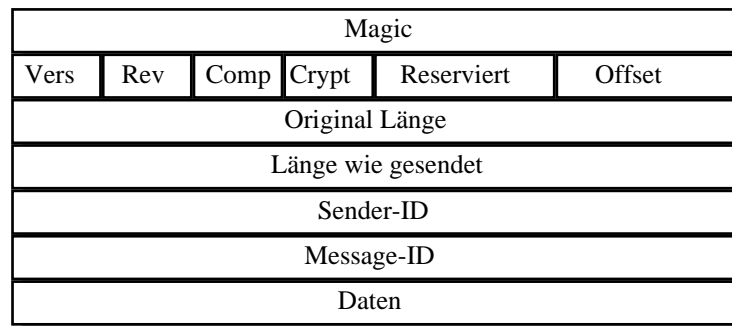 Magic
Vers Rev Comp Crypt Reserviert Offset
Original Länge
Länge wie gesendet
Sender-ID
Message-ID
Daten